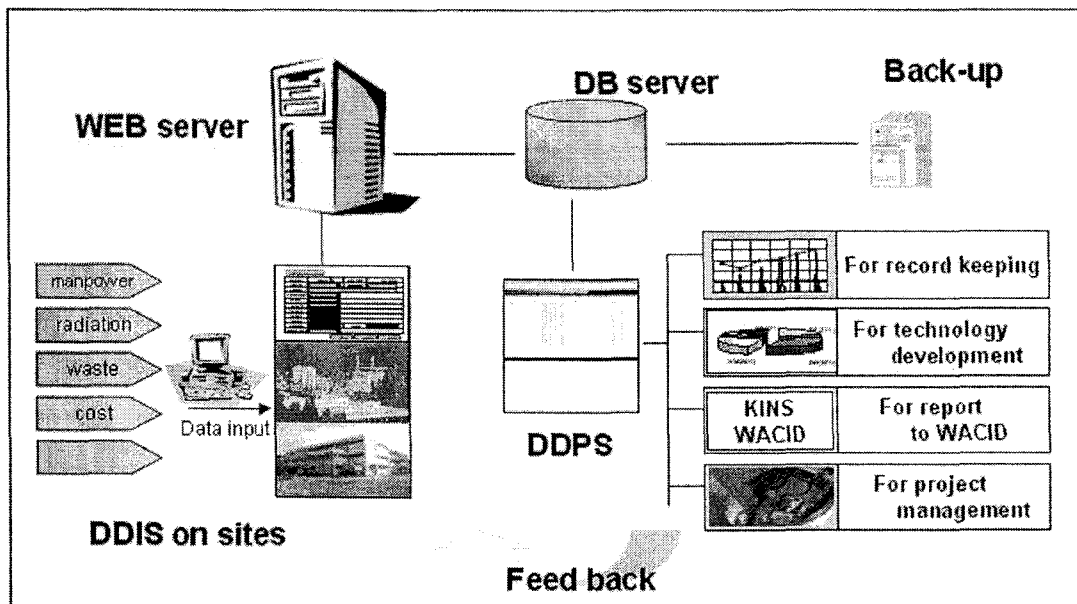 WEB server
DB server
Back-up
manpower
radiation
waste
cost
Data input
DDIS on sites
DDPS
For record keeping
For technology
development
KINS
WACID
For report
to WACID
For project
management
Feed back